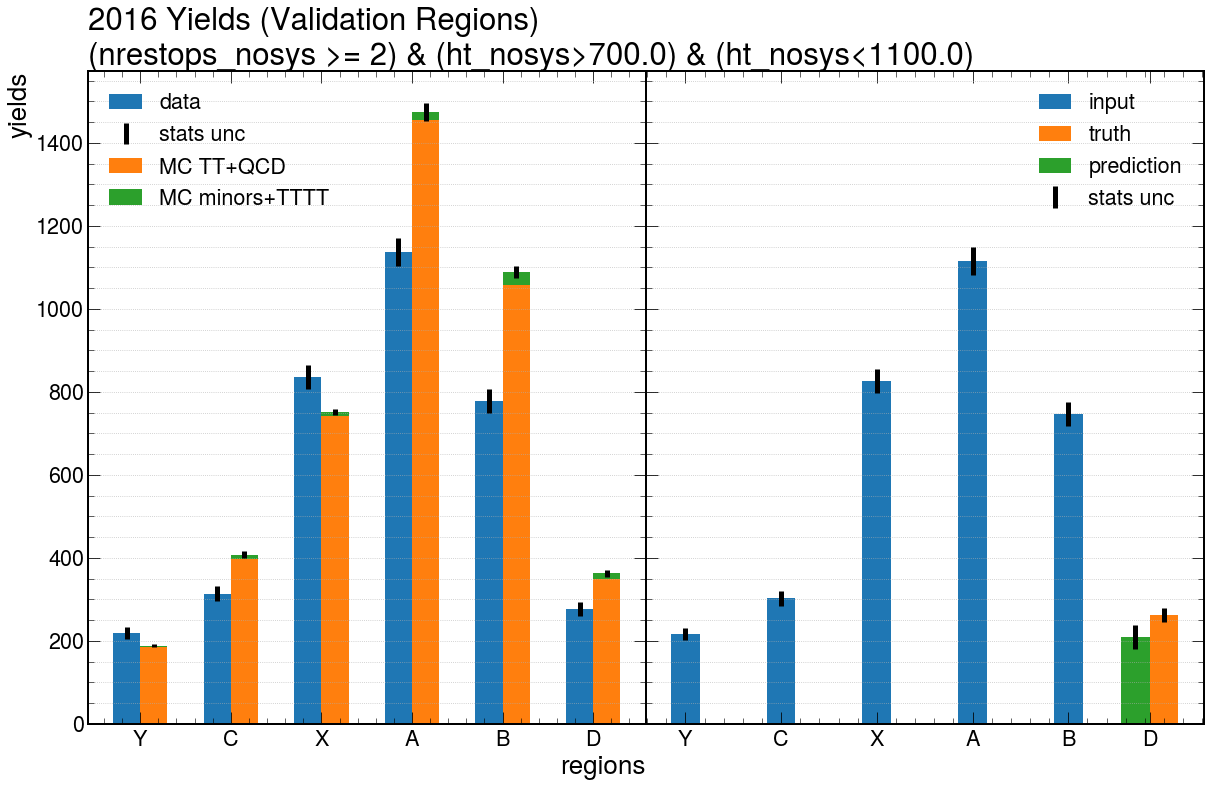 2016 Yields (Validation Regions)
(nrestops_nosys >= 2) & (ht_nosys>700.0) & (ht_nosys<1100.0)
yields
1400
1200
1000
800
600
400
200
0
data
stats unc
MC TT+QCD
MC minors+TTTT
input
truth
prediction
stats unc
Y C X A B D
Y C X A B D
regions